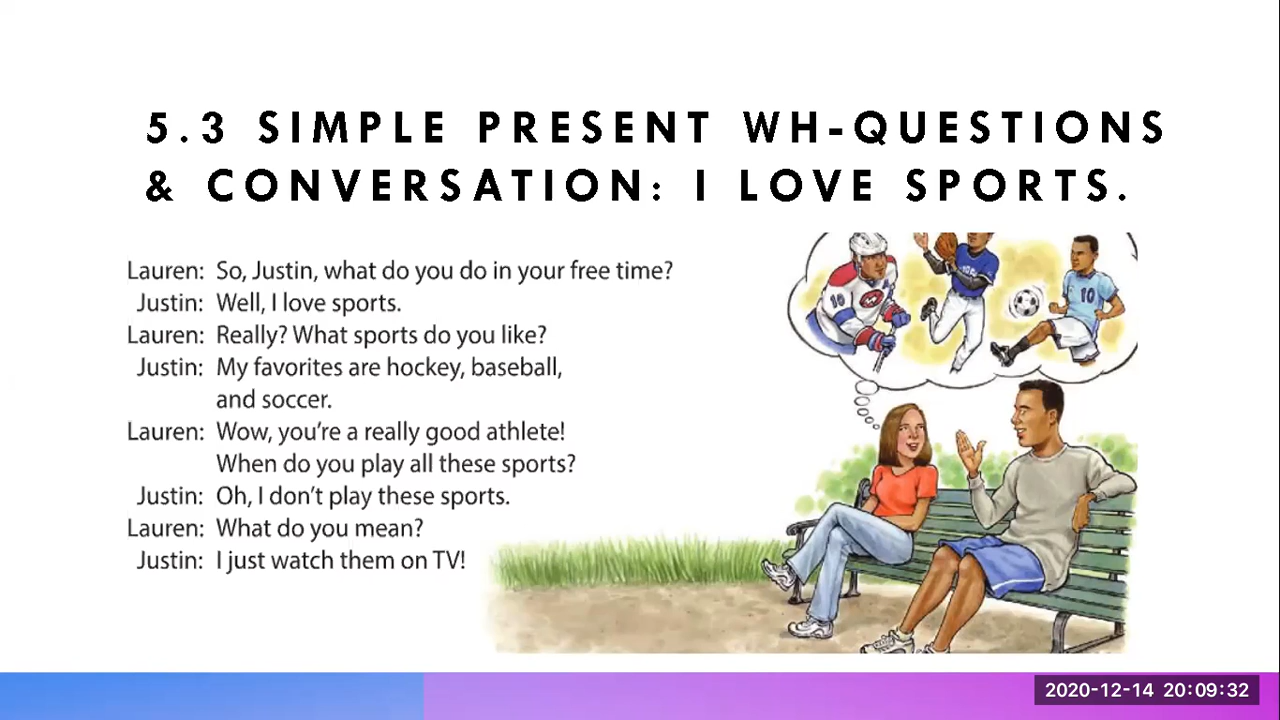 5.3 SIMPLE PRESENT WH-QUESTIONS
& CONVERSATION: I LOVE SPORTS.
Lauren: So, Justin, what do you do in your free time?
Justin: Well, I love sports.
Lauren: Really? What sports do you like?
Justin: My favorites are hockey, baseball,
and soccer.
Lauren: Wow, you're a really good athlete!
When do you play all these sports?
Justin: Oh, I don't play these sports.
Lauren: What do you mean?
Justin: I just watch them on TV!
10
10
2020-12-14 20:09:32